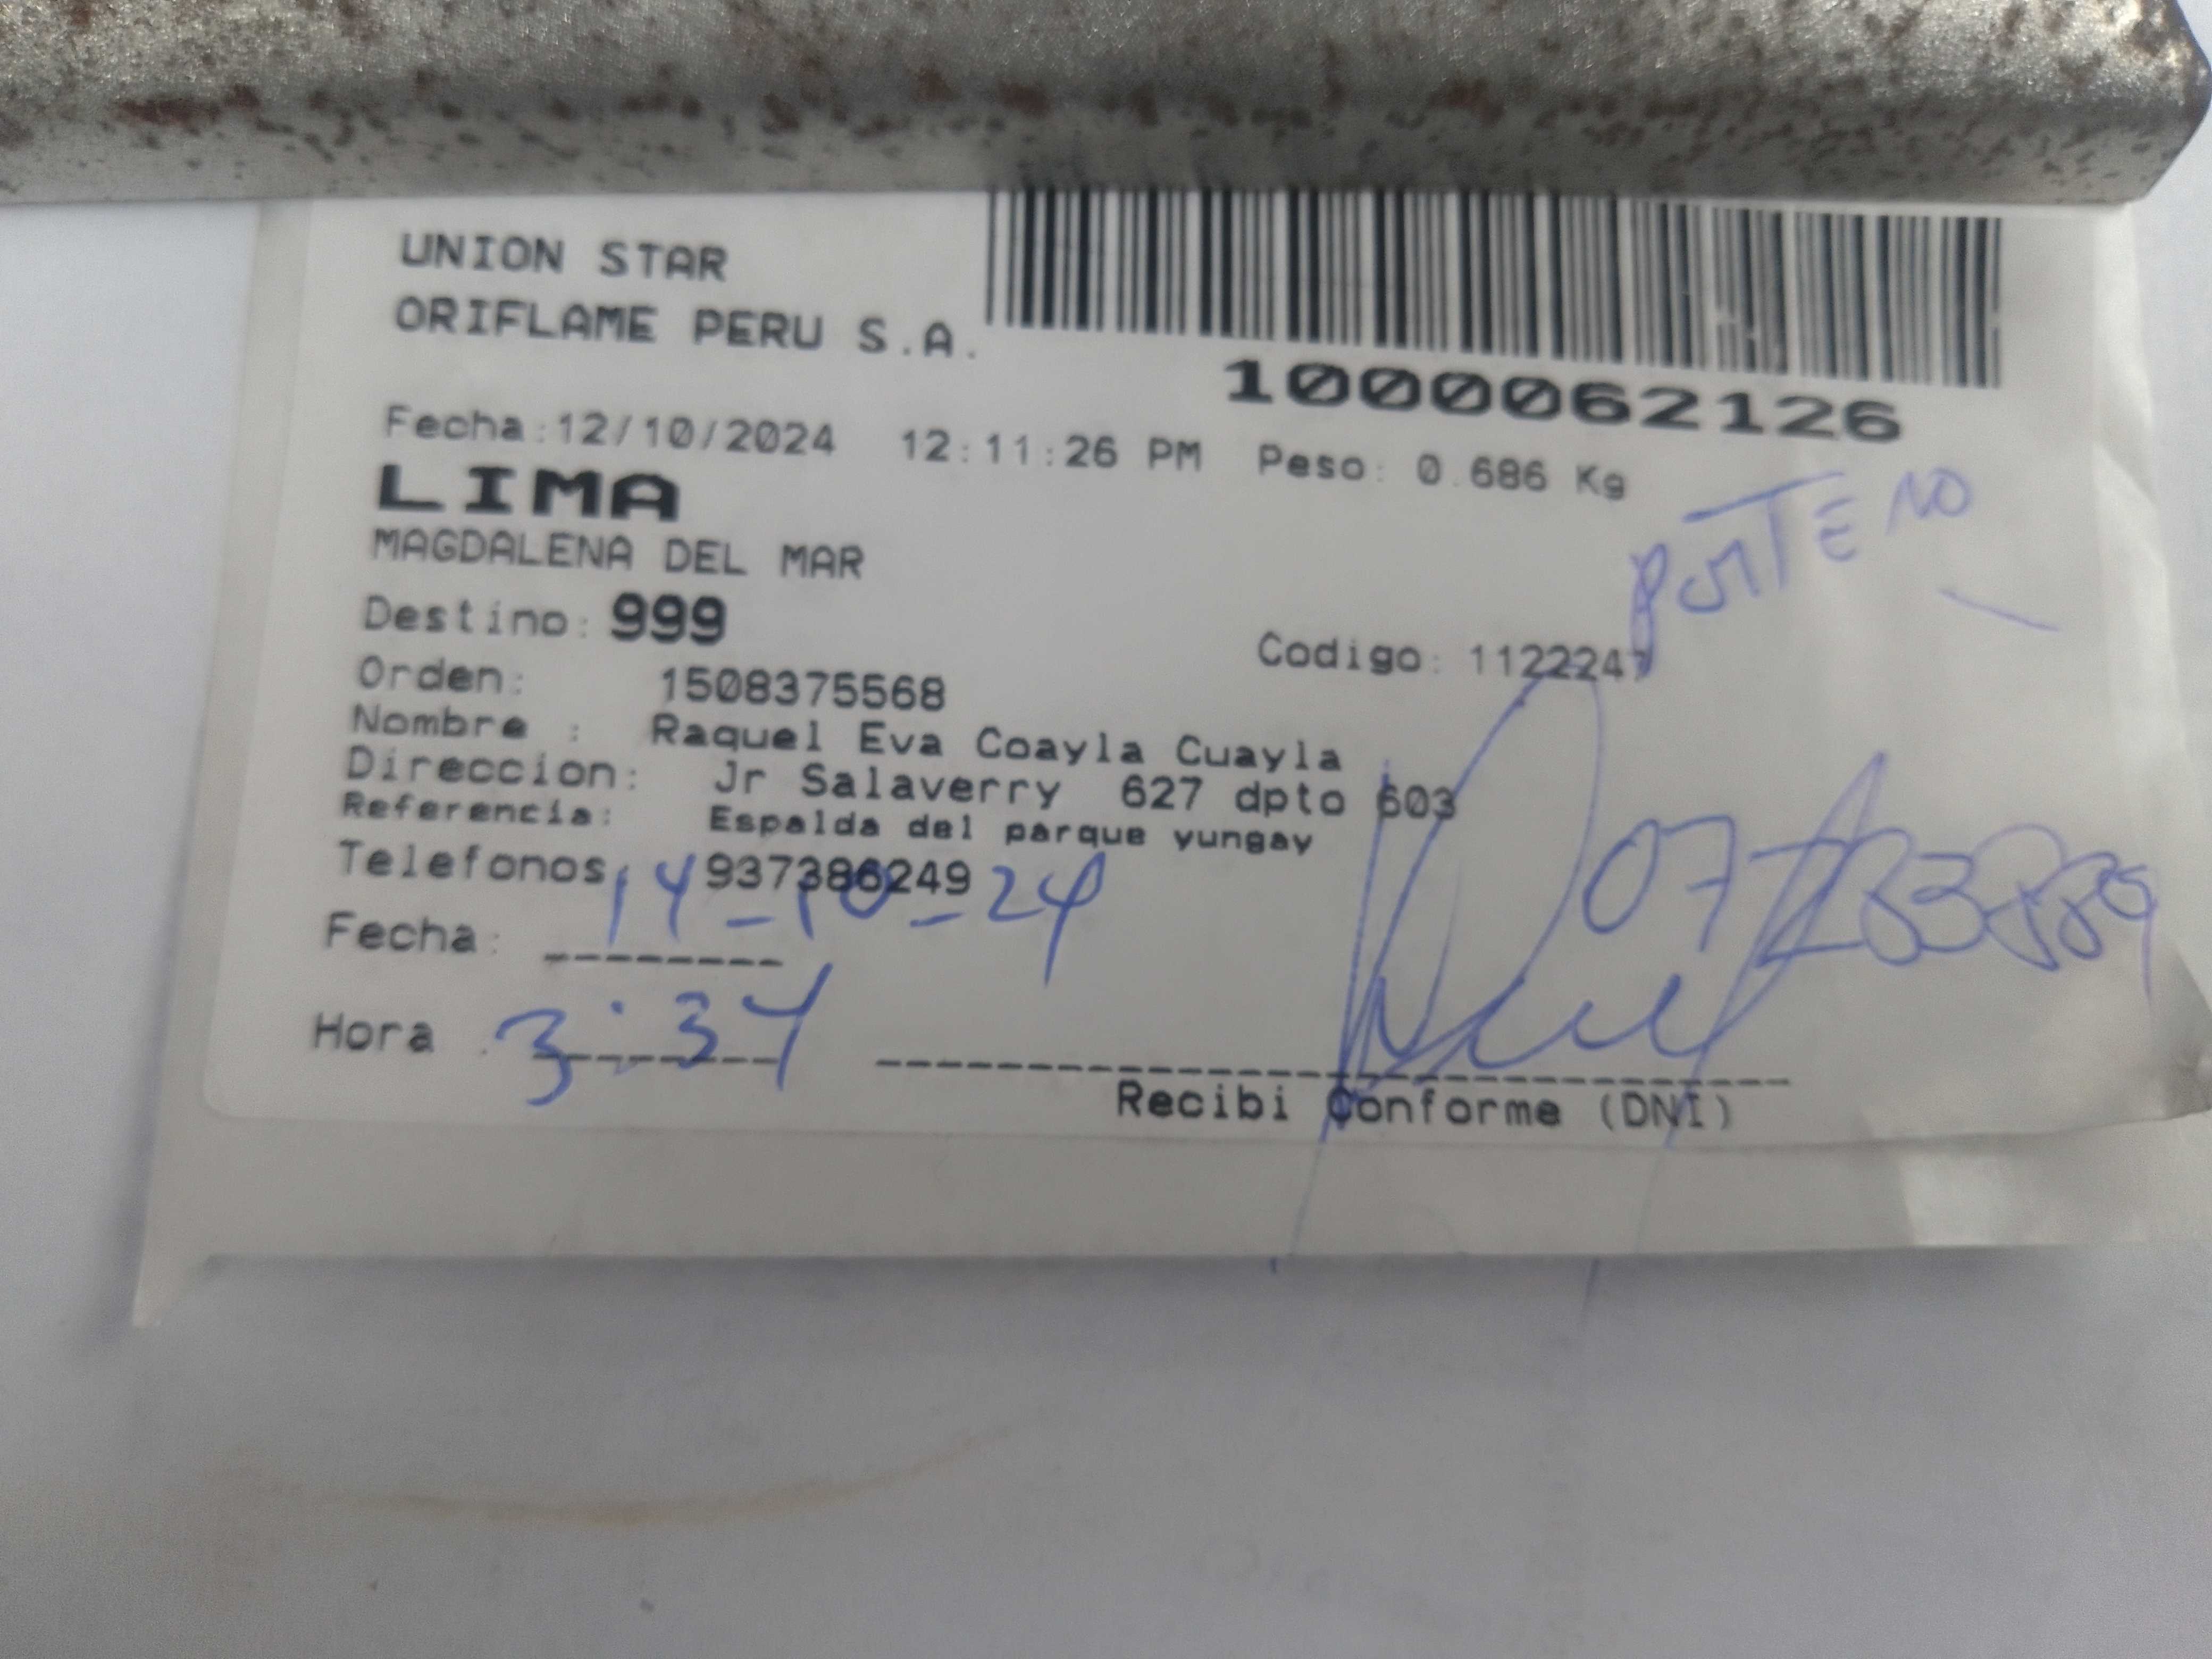 UNION STAR
ORIFLAME PERU S.A.
1000062126
Fecha:12/10/2024 12:11:26 PM Peso: 0.686 Kg
LIMA
MAGDALENA DEL MAR
Destino: 999
Codigo: 1122247
Orden: 1508375568
Nombre : Raquel Eva Coayla Cuayla
Direccion: Jr Salaverry 627 dpto 603
Referencia: Espalda del parque yungay
Telefonos 937386249
Fecha: 14-10-24
Hora : 3:34
Recibi Conforme (DNI)